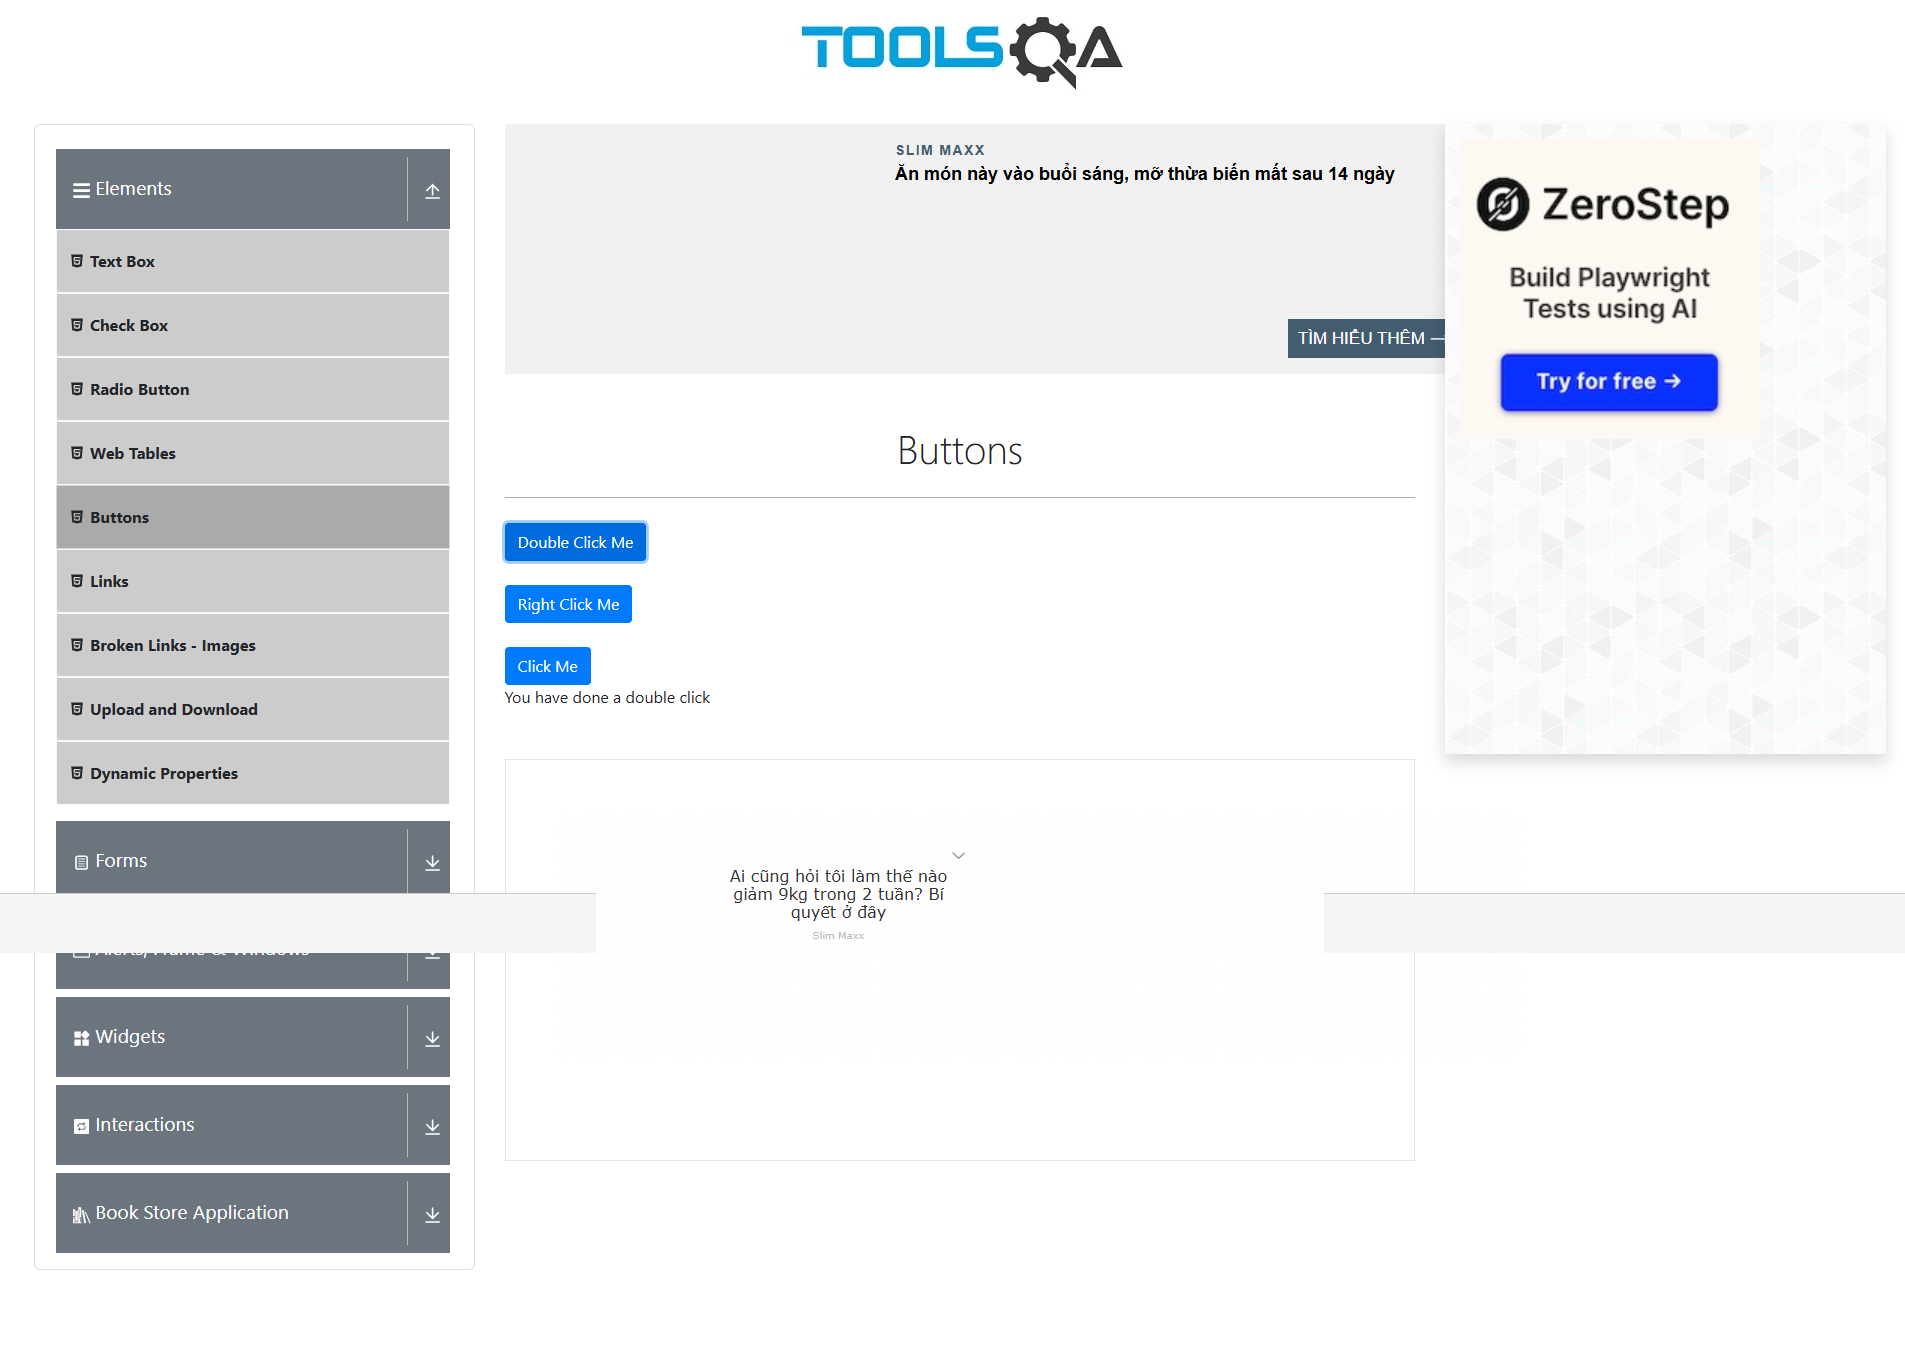 TOOLSQA
Elements
Text Box
Check Box
Radio Button
Web Tables
Buttons
Links
Broken Links - Images
Upload and Download
Dynamic Properties
Forms
Alerts, Frame & Windows
Widgets
Interactions
Book Store Application
SLIM MAXX
Ăn món này vào buổi sáng, mỡ thừa biến mất sau 14 ngày
TÌM HIỂU THÊM
Buttons
Double Click Me
Right Click Me
Click Me
You have done a double click
Ai cũng hỏi tôi làm thế nào
giảm 9kg trong 2 tuần? Bí
quyết ở đây
Slim Maxx
ZeroStep
Build Playwright
Tests using AI
Try for free →